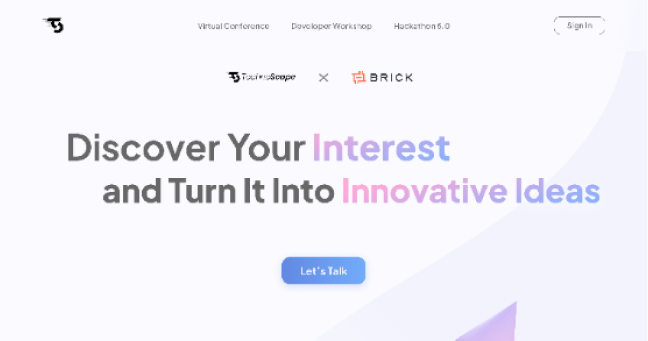 Virtual Conference Developer Workshop Hackathon 6.0 Sign In
TechnoScape × BRICK
Discover Your Interest
and Turn It Into Innovative Ideas
Let's Talk